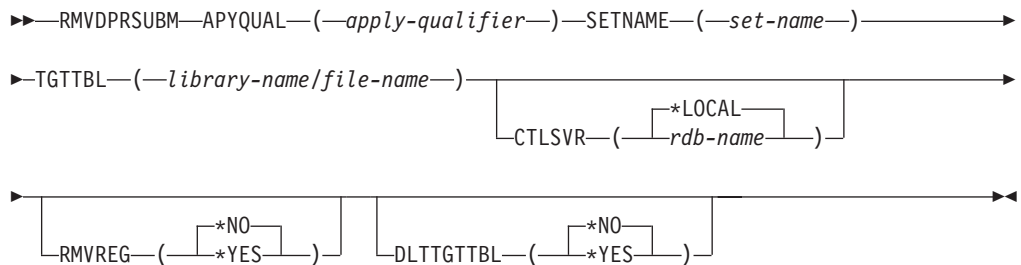 RMVDPRSUBM APYQUAL ( apply-qualifier ) SETNAME ( set-name )
TGTTBL ( library-name/file-name )
CTLSVR ( *LOCAL rdb-name )
RMVREG ( *NO *YES ) DLTTGTTBL ( *NO *YES )